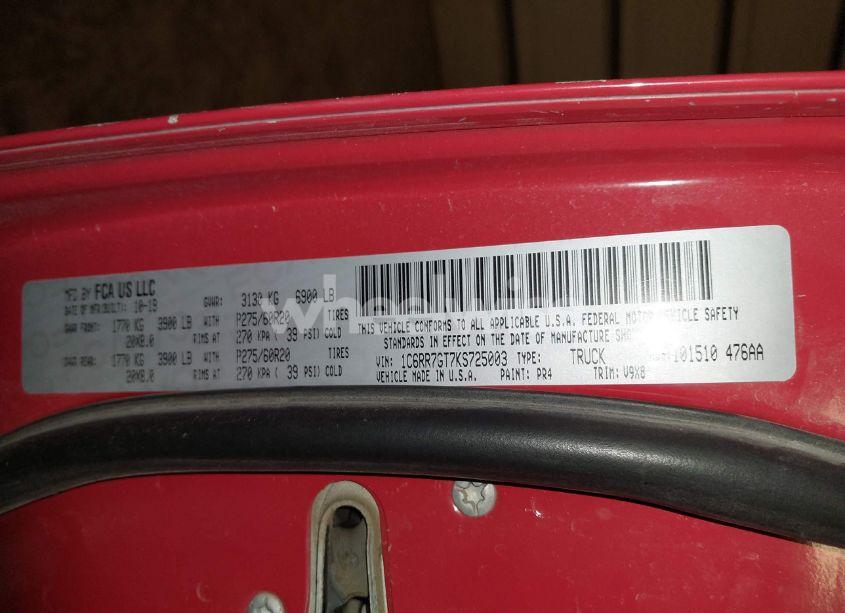 MFD BY FCA US LLC
DATE OF MFR(BUILT): 10-19 GVWR: 3130 KG 6900 LB
GAWR FRONT: 1770 KG 3900 LB WITH P275/60R20 TIRES
20X8.0 RIMS AT 270 KPA ( 39 PSI) COLD
GAWR REAR: 1770 KG 3900 LB WITH P275/60R20 TIRES
20X8.0 RIMS AT 270 KPA ( 39 PSI) COLD
THIS VEHICLE CONFORMS TO ALL APPLICABLE U.S.A. FEDERAL MOTOR VEHICLE SAFETY
STANDARDS IN EFFECT ON THE DATE OF MANUFACTURE SHO
VIN: 1C6RR7GT7KS725003 TYPE: TRUCK 101510 476AA
VEHICLE MADE IN U.S.A. PAINT: PR4 TRIM: V9X8